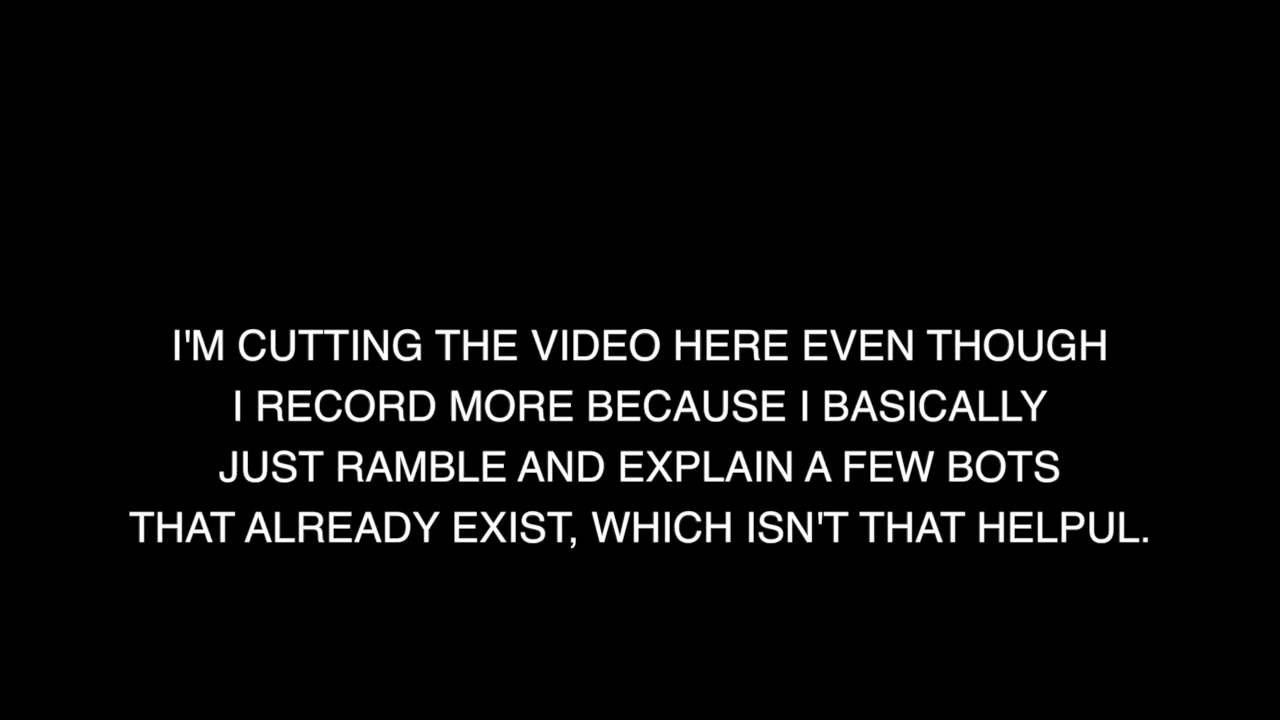 I'M CUTTING THE VIDEO HERE EVEN THOUGH
I RECORD MORE BECAUSE I BASICALLY
JUST RAMBLE AND EXPLAIN A FEW BOTS
THAT ALREADY EXIST, WHICH ISN'T THAT HELPUL.